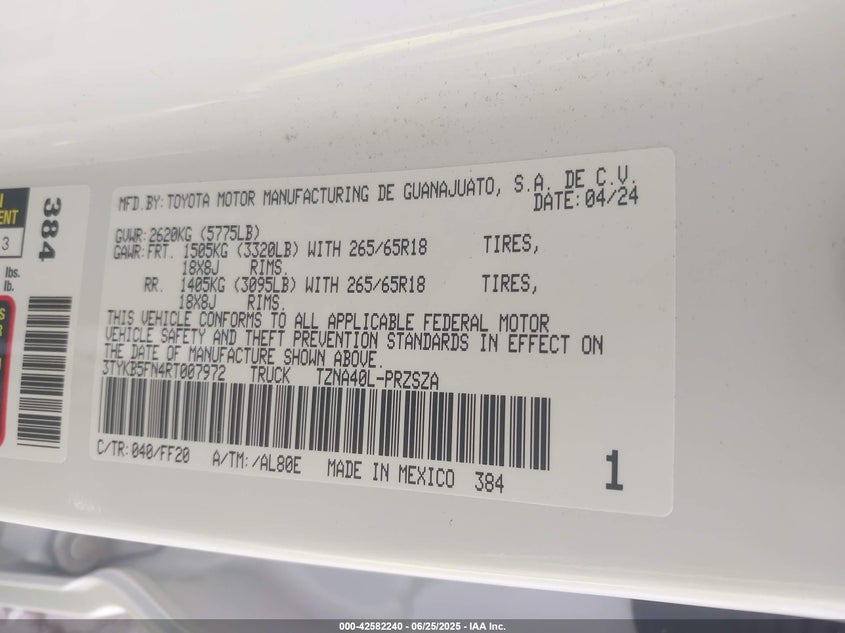 MFD.BY:TOYOTA MOTOR MANUFACTURING DE GUANAJUATO, S.A. DE C.V.
DATE:04/24
GVWR:2620KG (5775LB)
GAWR:FRT. 1505KG (3320LB) WITH 265/65R18 TIRES,
18X8J RIMS.
RR. 1405KG (3095LB) WITH 265/65R18 TIRES,
18X8J RIMS.
THIS VEHICLE CONFORMS TO ALL APPLICABLE FEDERAL MOTOR
VEHICLE SAFETY AND THEFT PREVENTION STANDARDS IN EFFECT ON
THE DATE OF MANUFACTURE SHOWN ABOVE.
3TYKB5FN4RT007972 TRUCK TZNA40L-PRZSZA
C/TR:040/FF20 A/TM:/AL80E MADE IN MEXICO 384
1
384
3
lbs.
lb.
000-42582240 - 06/25/2025 - IAA Inc.